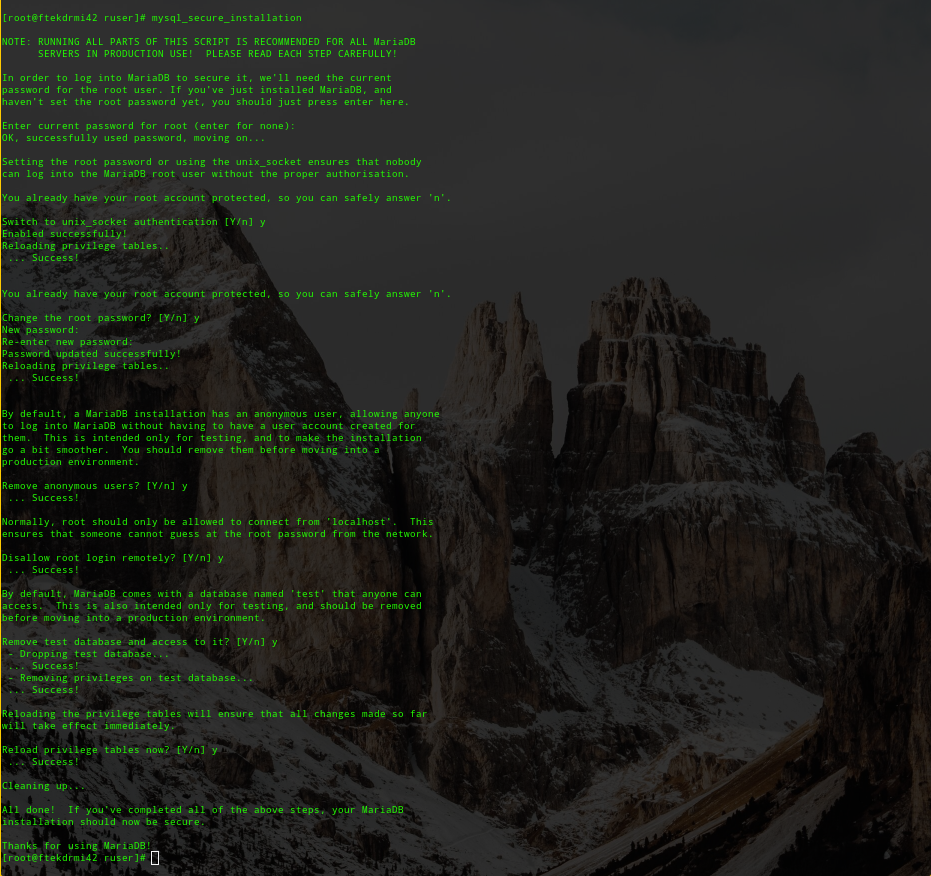 [root@ftekdrmi42 ruser]# mysql_secure_installation
NOTE: RUNNING ALL PARTS OF THIS SCRIPT IS RECOMMENDED FOR ALL MariaDB
      SERVERS IN PRODUCTION USE!  PLEASE READ EACH STEP CAREFULLY!
In order to log into MariaDB to secure it, we'll need the current
password for the root user. If you've just installed MariaDB, and
haven't set the root password yet, you should just press enter here.
Enter current password for root (enter for none):
OK, successfully used password, moving on...
Setting the root password or using the unix_socket ensures that nobody
can log into the MariaDB root user without the proper authorisation.
You already have your root account protected, so you can safely answer 'n'.
Switch to unix_socket authentication [Y/n] y
Enabled successfully!
Reloading privilege tables..
 ... Success!
You already have your root account protected, so you can safely answer 'n'.
Change the root password? [Y/n] y
New password:
Re-enter new password:
Password updated successfully!
Reloading privilege tables..
 ... Success!
By default, a MariaDB installation has an anonymous user, allowing anyone
to log into MariaDB without having to have a user account created for
them.  This is intended only for testing, and to make the installation
go a bit smoother.  You should remove them before moving into a
production environment.
Remove anonymous users? [Y/n] y
 ... Success!
Normally, root should only be allowed to connect from 'localhost'.  This
ensures that someone cannot guess at the root password from the network.
Disallow root login remotely? [Y/n] y
 ... Success!
By default, MariaDB comes with a database named 'test' that anyone can
access.  This is also intended only for testing, and should be removed
before moving into a production environment.
Remove test database and access to it? [Y/n] y
 - Dropping test database...
 ... Success!
 - Removing privileges on test database...
 ... Success!
Reloading the privilege tables will ensure that all changes made so far
will take effect immediately.
Reload privilege tables now? [Y/n] y
 ... Success!
Cleaning up...
All done!  If you've completed all of the above steps, your MariaDB
installation should now be secure.
Thanks for using MariaDB!
[root@ftekdrmi42 ruser]#